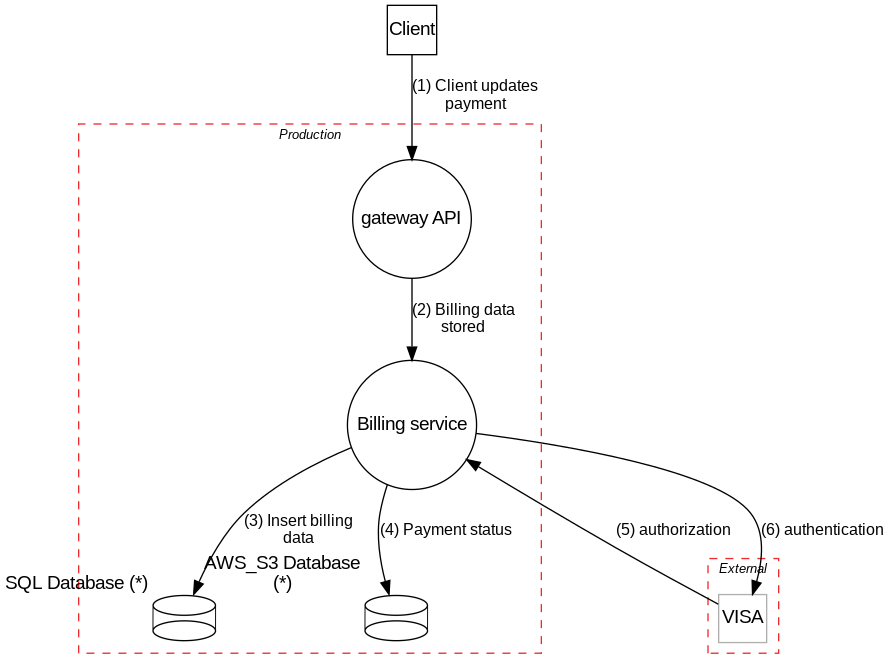 Client
(1) Client updates
payment
Production
gateway API
(2) Billing data
stored
Billing service
(3) Insert billing
data
(4) Payment status
(5) authorization
(6) authentication
AWS_S3 Database
(*)
SQL Database (*)
External
VISA